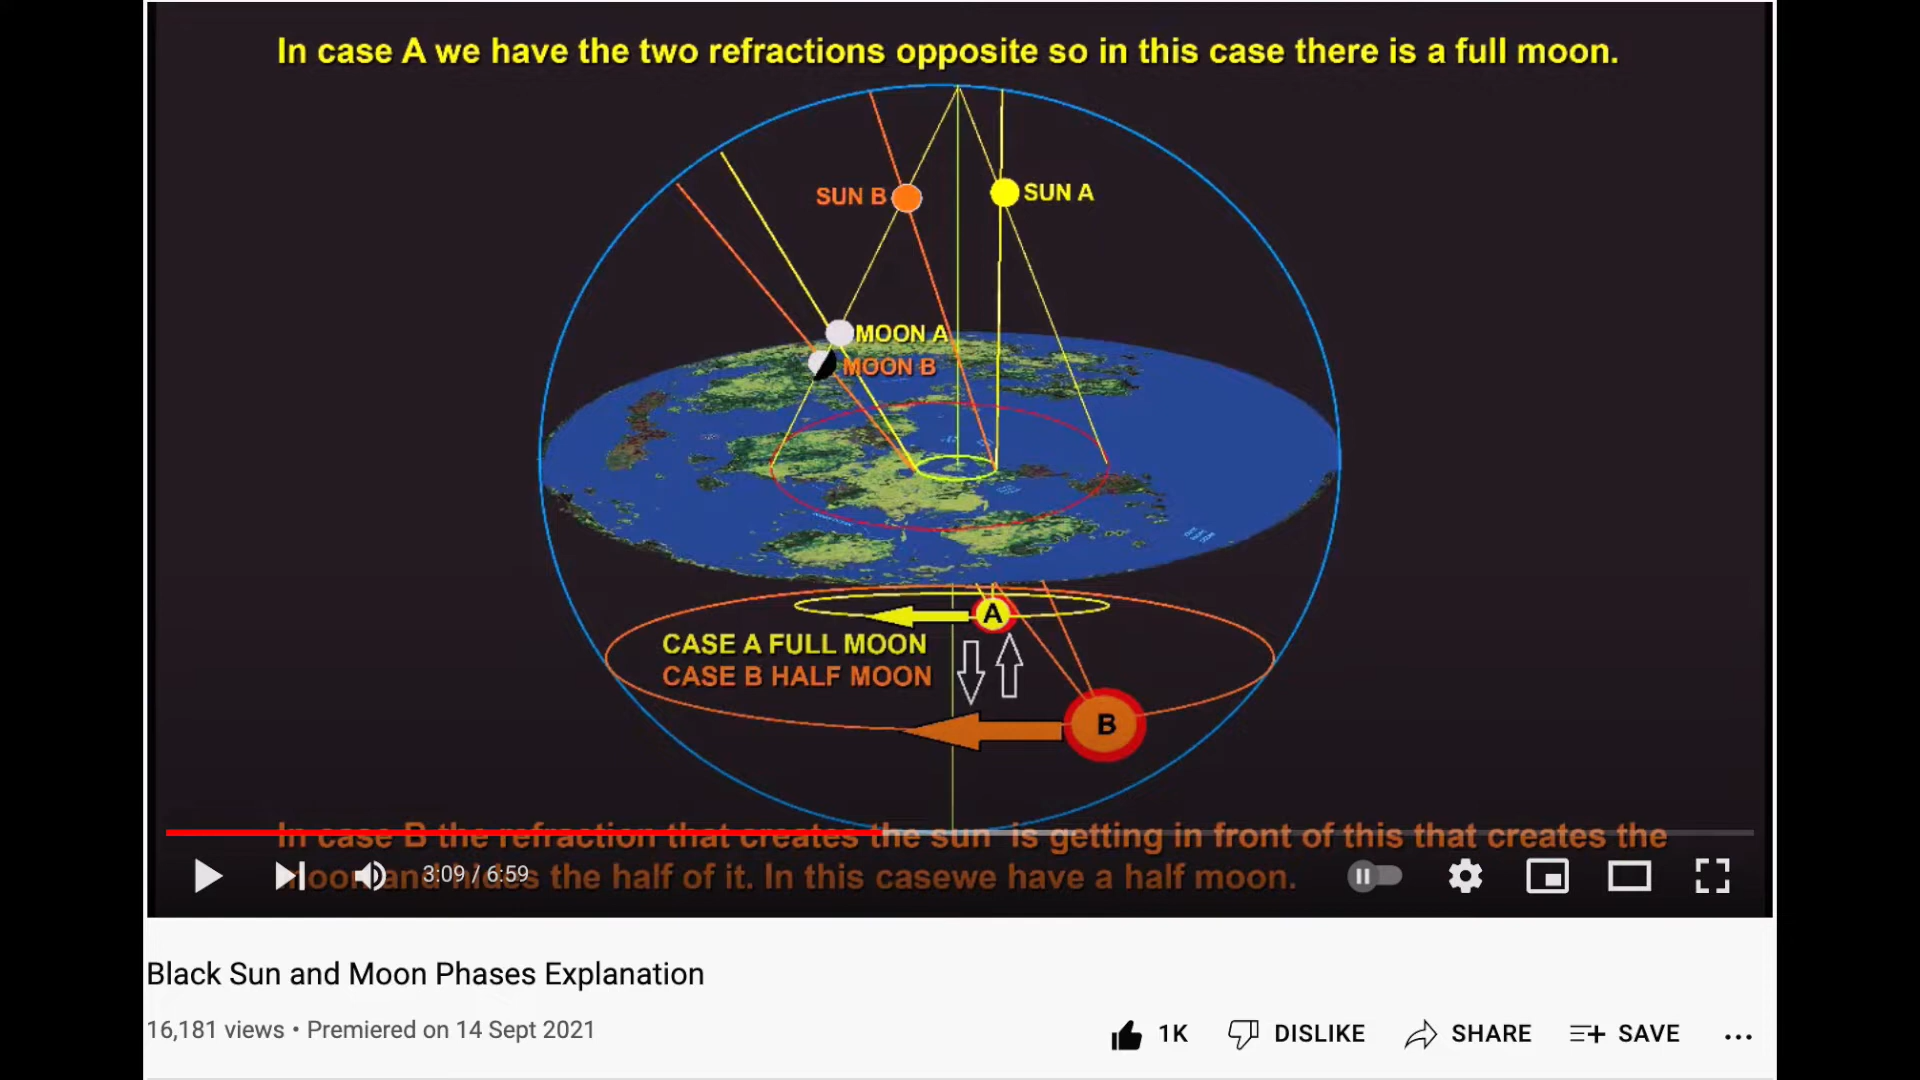 In case A we have the two refractions opposite so in this case there is a full moon.
SUN B
SUN A
MOON A
MOON B
A
CASE A FULL MOON
CASE B HALF MOON
B
In case B the refraction that creates the sun is getting in front of this that creates the
moon and hides the half of it. In this casewe have a half moon.
3:09 / 6:59
Black Sun and Moon Phases Explanation
16,181 views • Premiered on 14 Sept 2021
1K
DISLIKE
SHARE
SAVE